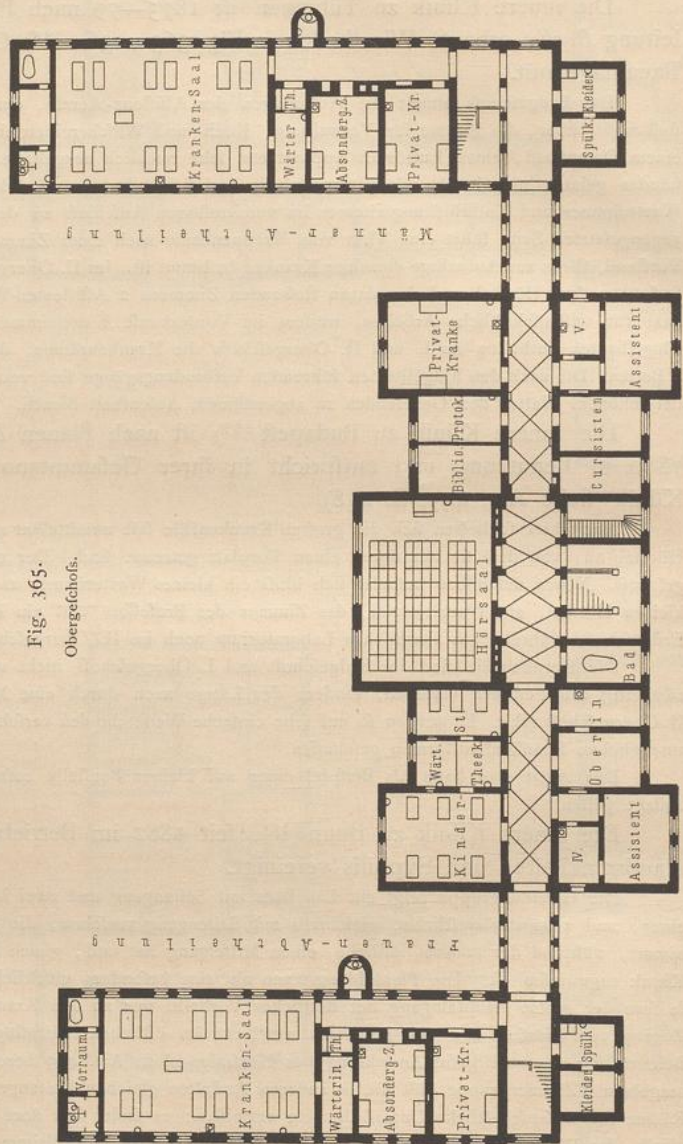 Fig. 365.
Obergeſchoſs.
Männer-Abtheilung
Kranken-Saal
Wärter
Th.
Absonderg.Z.
Privat-Kr.
Spülk.
Kleider
Privat-
Kranke
Biblio.
Protok.
V.
Assistent
Cursisten
Hörsaal
Bad
St
Wärt.
Theek.
Kinder-
Oberin
IV.
Assistent
Frauen-Abtheilung
Vorraum
Kranken-Saal
Wärterin
Th.
Absonderg.-Z.
Privat-Kr.
Kleider
Spülk